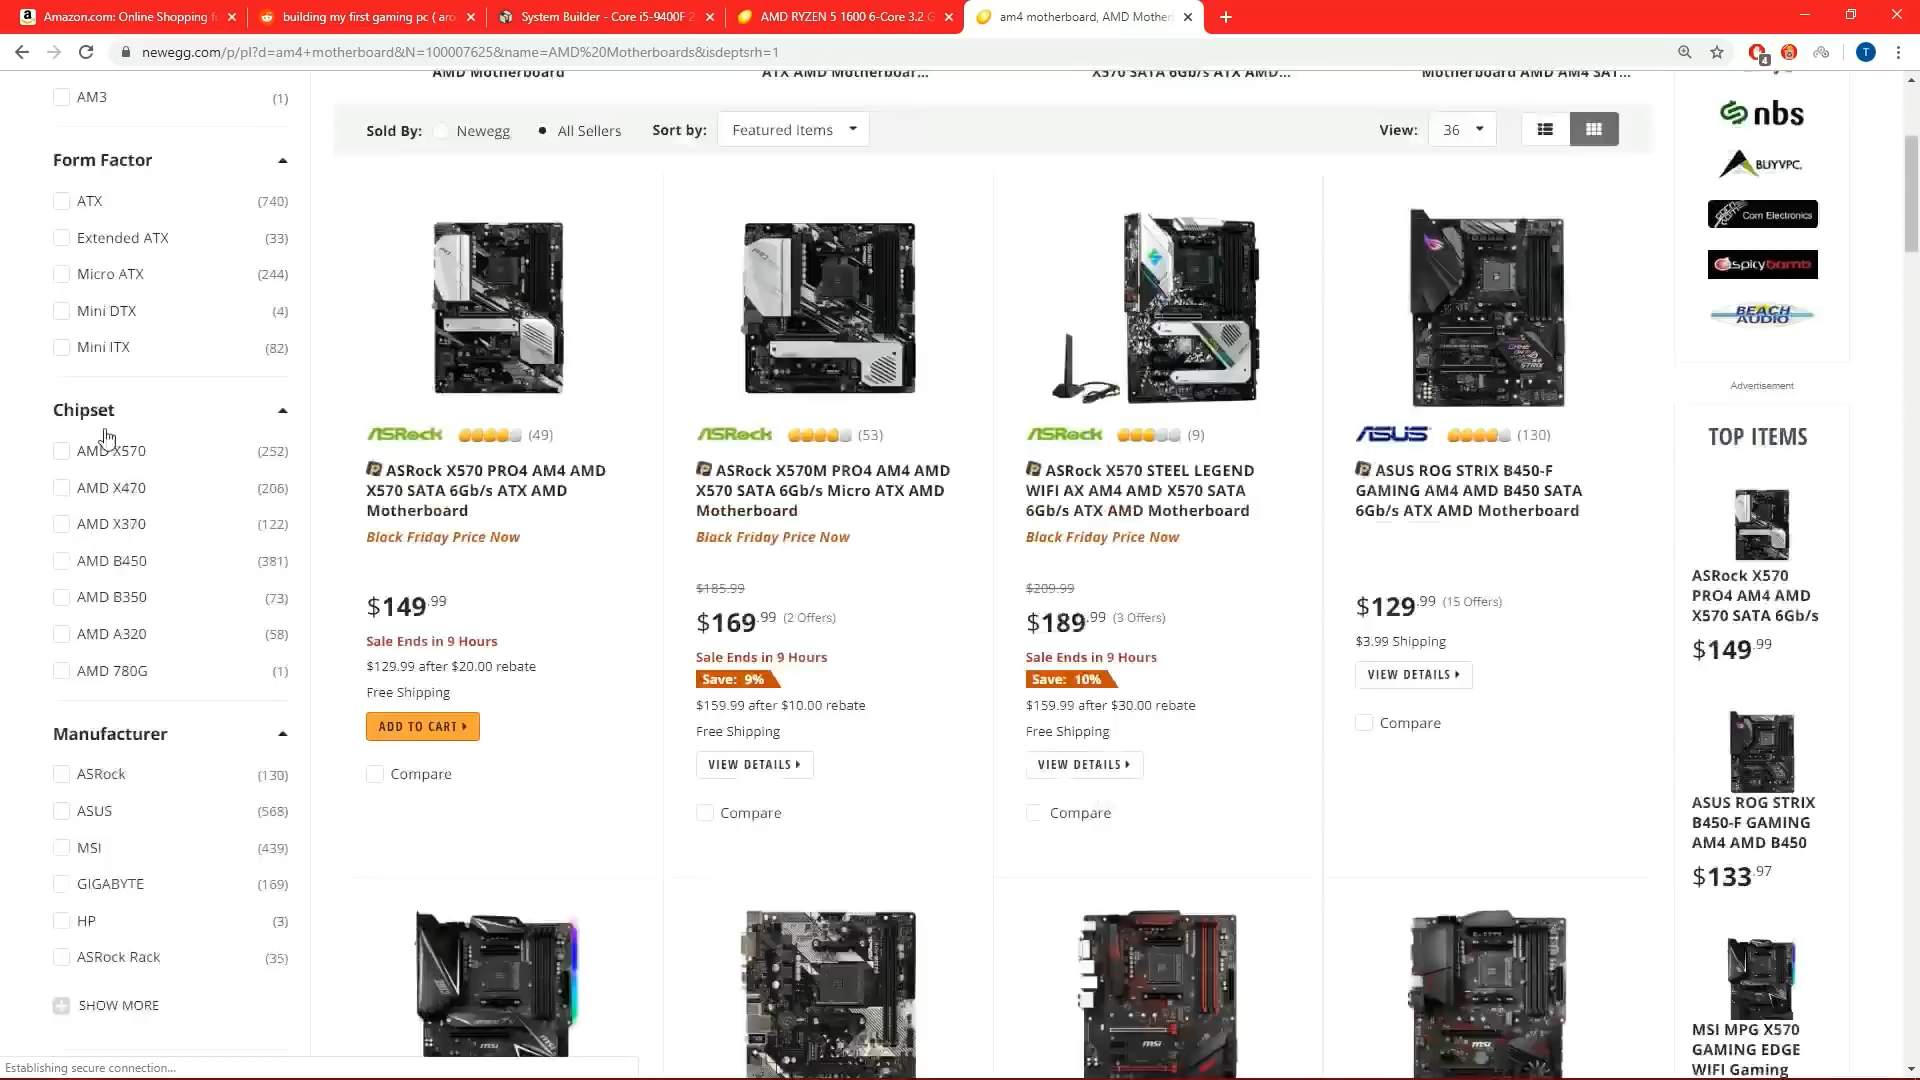 Amazon.com: Online Shopping f
building my first gaming pc ( aro
System Builder - Core i5-9400F 2.
AMD RYZEN 5 1600 6-Core 3.2 G
am4 motherboard, AMD Mother
newegg.com/p/pl?d=am4+motherboard&N=100007625&name=AMD%20Motherboards&isdeptsrh=1
4
T
AMD Motherboard
ATX AMD Motherboar...
X570 SATA 6Gb/s ATX AMD...
Motherboard AMD AM4 SAT...
AM3 (1)
Form Factor
ATX (740)
Extended ATX (33)
Micro ATX (244)
Mini DTX (4)
Mini ITX (82)
Chipset
AMD X570 (252)
AMD X470 (206)
AMD X370 (122)
AMD B450 (381)
AMD B350 (73)
AMD A320 (58)
AMD 780G (1)
Manufacturer
ASRock (130)
ASUS (568)
MSI (439)
GIGABYTE (169)
HP (3)
ASRock Rack (35)
SHOW MORE
Establishing secure connection...
Sold By: Newegg All Sellers Sort by: Featured Items View: 36
ASRock (49)
ASRock X570 PRO4 AM4 AMD
X570 SATA 6Gb/s ATX AMD
Motherboard
Black Friday Price Now
$149.99
Sale Ends in 9 Hours
$129.99 after $20.00 rebate
Free Shipping
ADD TO CART
Compare
ASRock (53)
ASRock X570M PRO4 AM4 AMD
X570 SATA 6Gb/s Micro ATX AMD
Motherboard
Black Friday Price Now
$185.99
$169.99 (2 Offers)
Sale Ends in 9 Hours
Save: 9%
$159.99 after $10.00 rebate
Free Shipping
VIEW DETAILS
Compare
ASRock (9)
ASRock X570 STEEL LEGEND
WIFI AX AM4 AMD X570 SATA
6Gb/s ATX AMD Motherboard
Black Friday Price Now
$209.99
$189.99 (3 Offers)
Sale Ends in 9 Hours
Save: 10%
$159.99 after $30.00 rebate
Free Shipping
VIEW DETAILS
Compare
ASUS (130)
ASUS ROG STRIX B450-F
GAMING AM4 AMD B450 SATA
6Gb/s ATX AMD Motherboard
$129.99 (15 Offers)
$3.99 Shipping
VIEW DETAILS
Compare
nbs
BUYVPC.
Corn Electronics
spicybomb
BEACH
AUDIO
Advertisement
TOP ITEMS
ASRock X570
PRO4 AM4 AMD
X570 SATA 6Gb/s
$149.99
ASUS ROG STRIX
B450-F GAMING
AM4 AMD B450
$133.97
MSI MPG X570
GAMING EDGE
WIFI Gaming